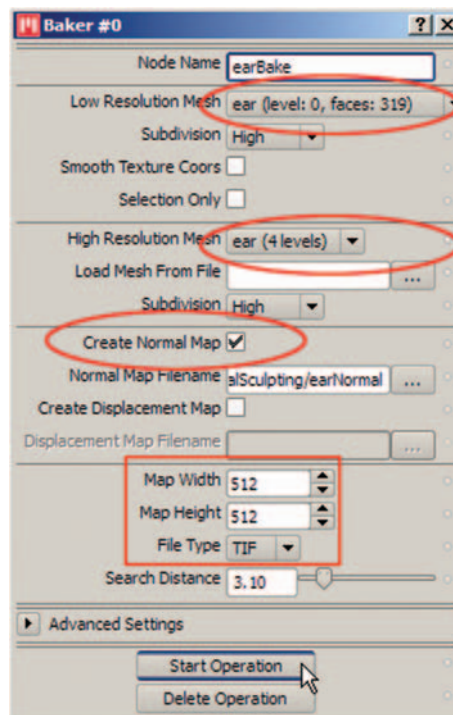 Baker #0
Node Name earBake
Low Resolution Mesh ear (level: 0, faces: 319)
Subdivision High
Smooth Texture Coors
Selection Only
High Resolution Mesh ear (4 levels)
Load Mesh From File ...
Subdivision High
Create Normal Map
Normal Map Filename alSculpting/earNormal ...
Create Displacement Map
Displacement Map Filename ...
Map Width 512
Map Height 512
File Type TIF
Search Distance 3.10
Advanced Settings
Start Operation
Delete Operation